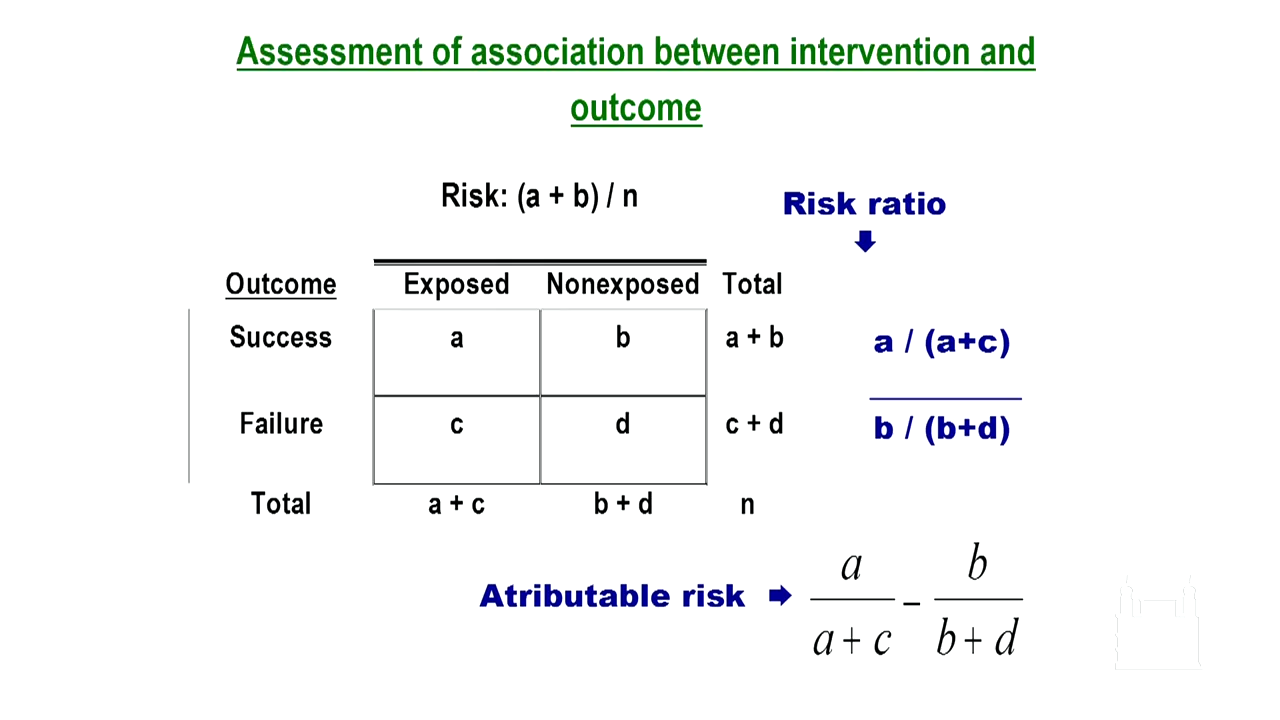 Assessment of association between intervention and
outcome
Risk: (a + b) / n
Risk ratio
Outcome Exposed Nonexposed Total
Success a b a + b
a / (a+c)
Failure c d c + d
b / (b+d)
Total a + c b + d n
Atributable risk
a b
–
a + c b + d